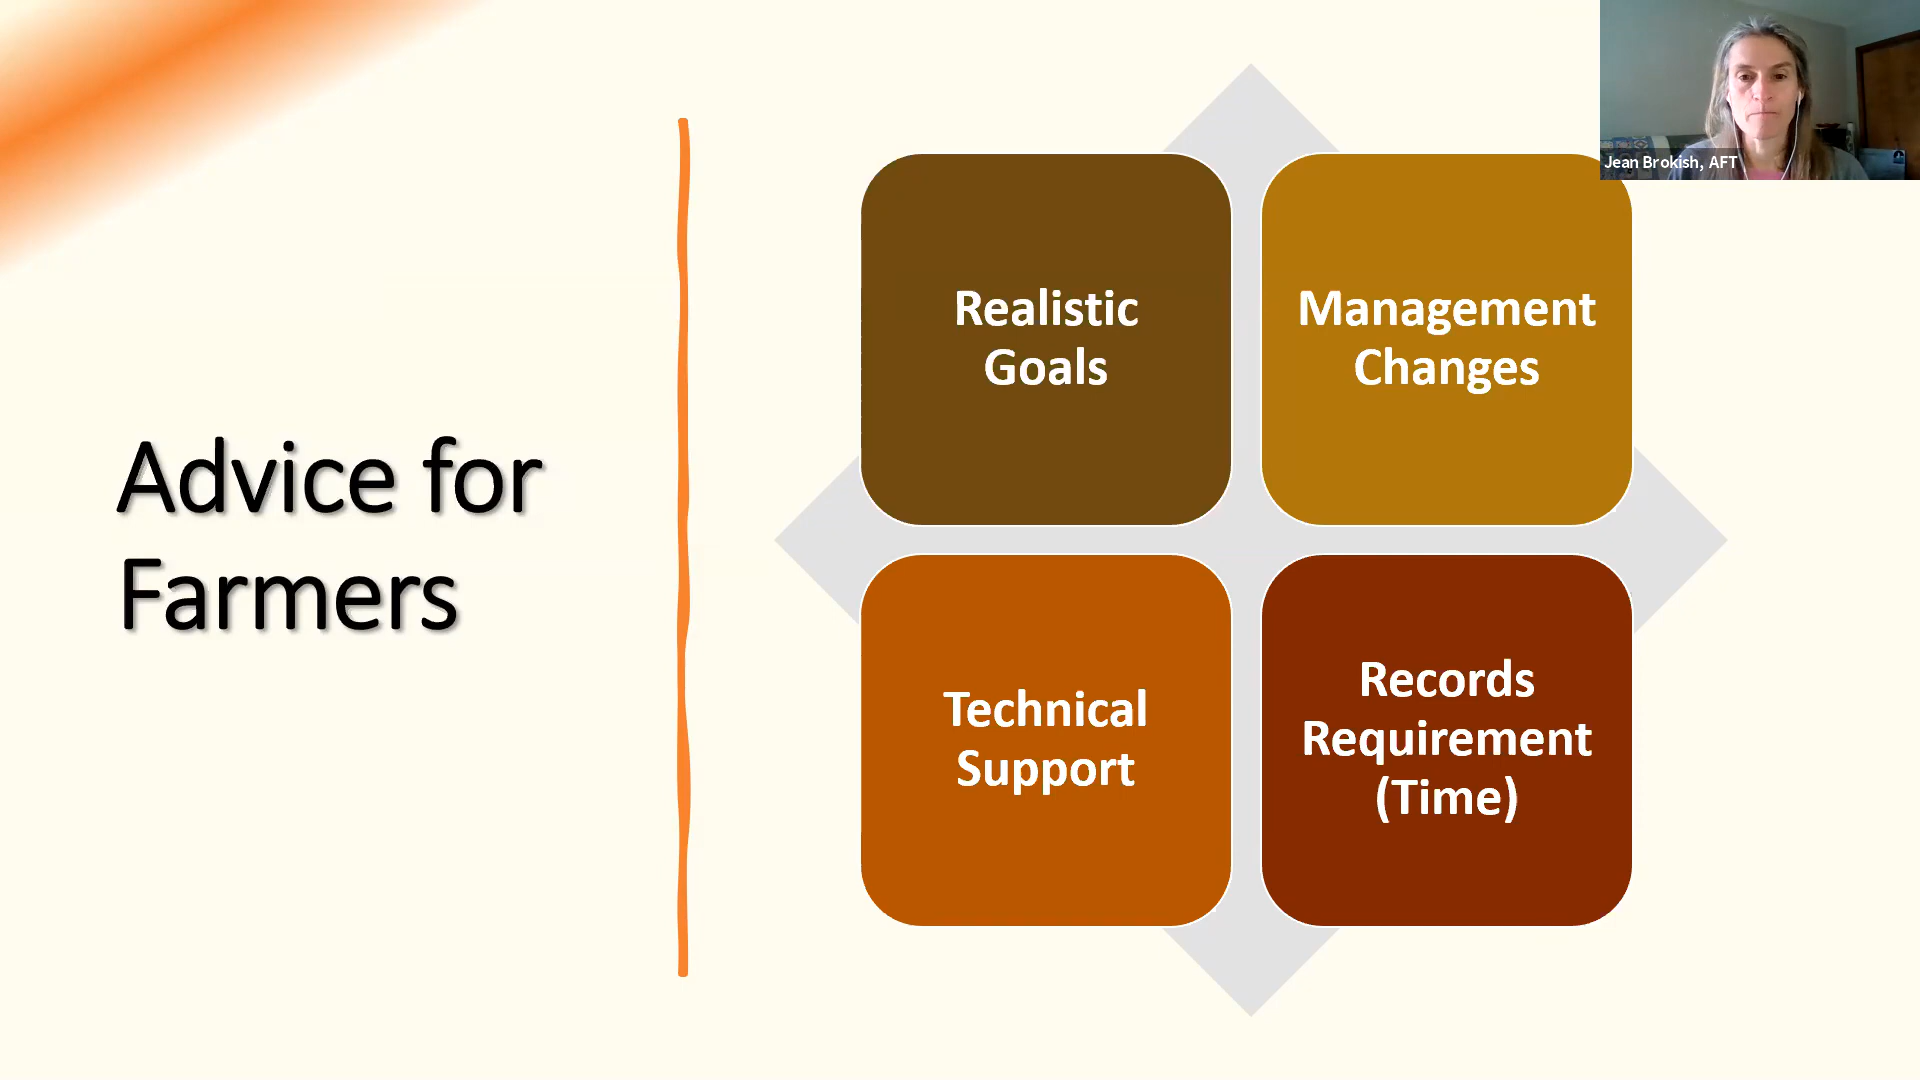 Advice for
Farmers
Realistic
Goals
Management
Changes
Technical
Support
Records
Requirement
(Time)
Jean Brokish, AFT